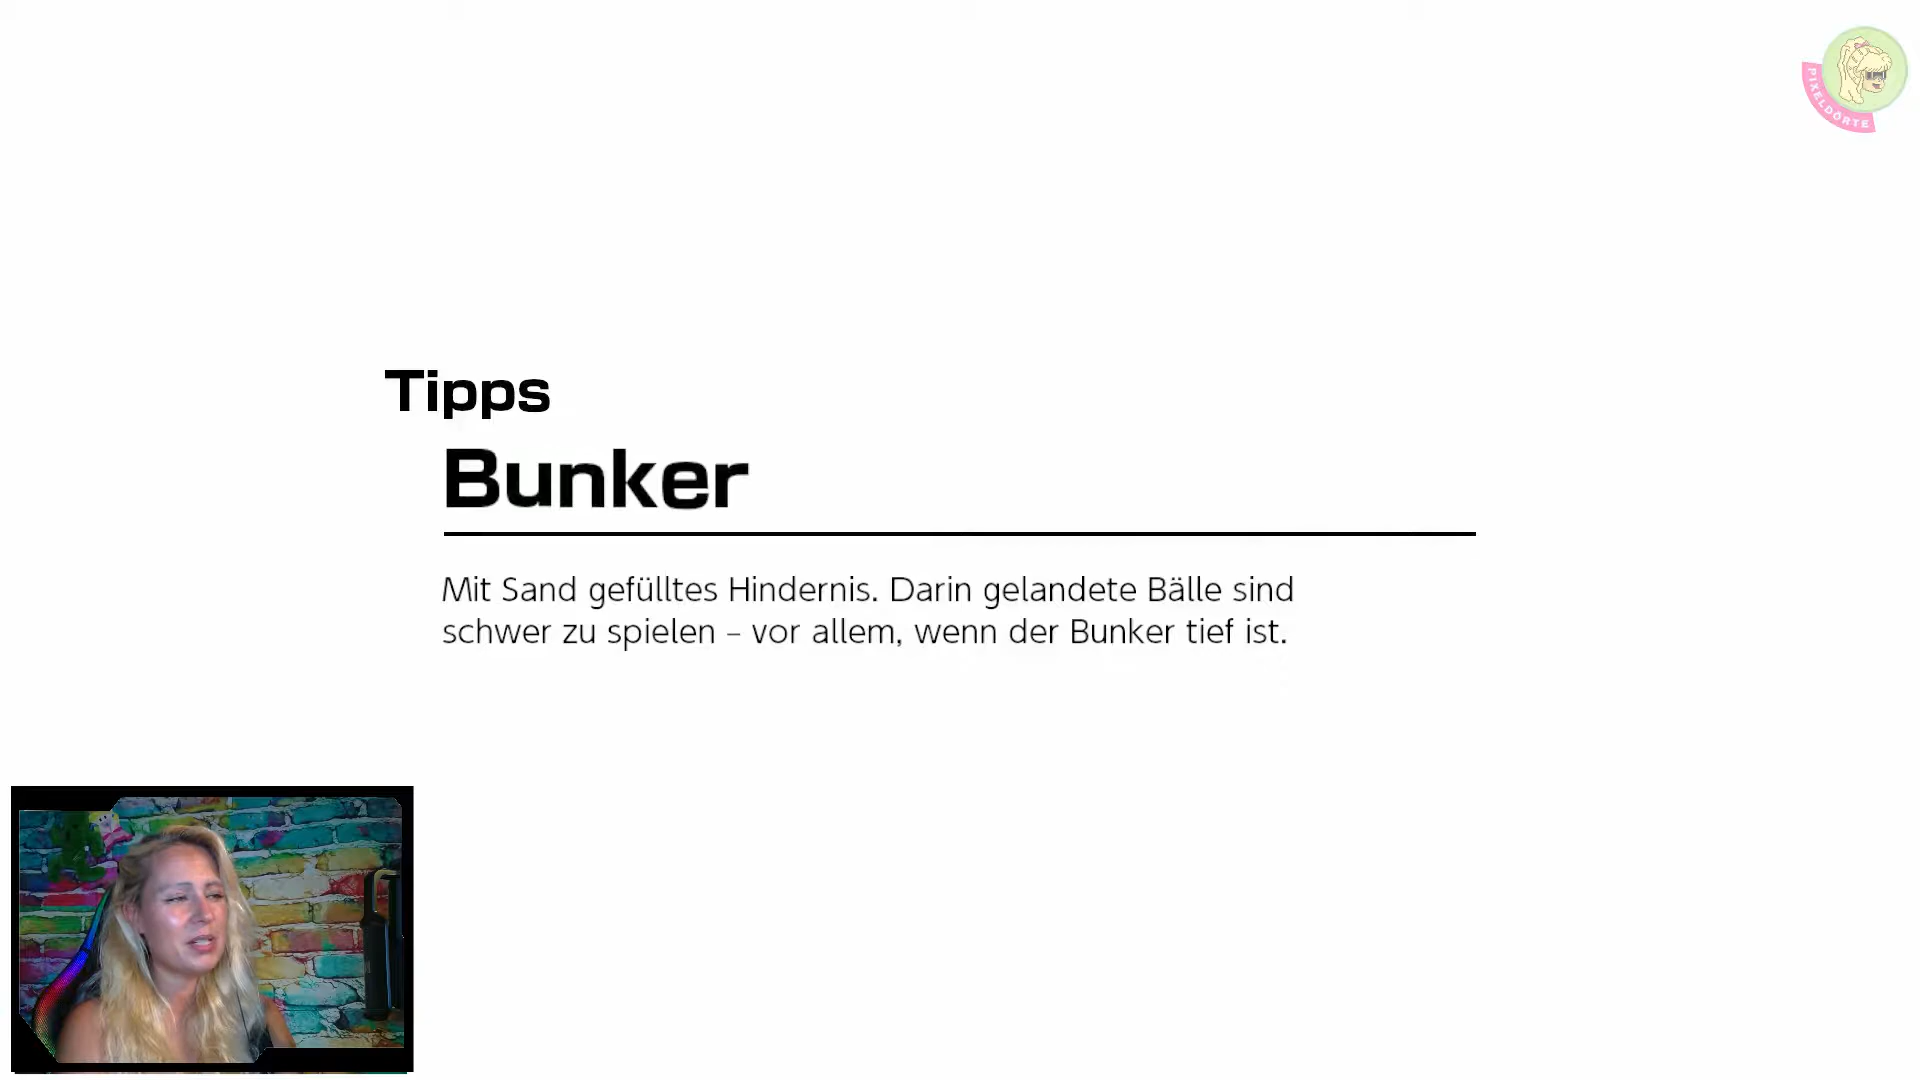 PIXELDÖRTE
Tipps
Bunker
Mit Sand gefülltes Hindernis. Darin gelandete Bälle sind
schwer zu spielen – vor allem, wenn der Bunker tief ist.